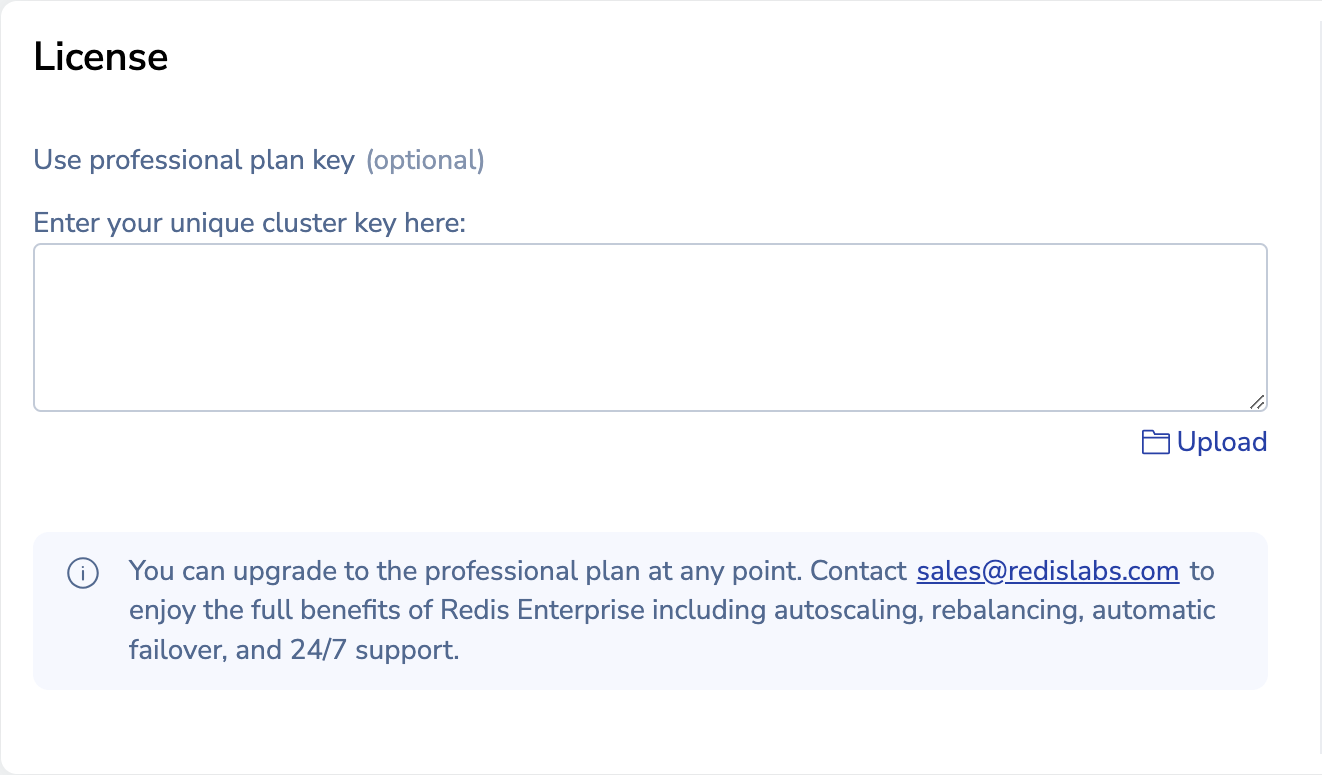 License
Use professional plan key (optional)
Enter your unique cluster key here:
Upload
You can upgrade to the professional plan at any point. Contact sales@redislabs.com to
enjoy the full benefits of Redis Enterprise including autoscaling, rebalancing, automatic
failover, and 24/7 support.